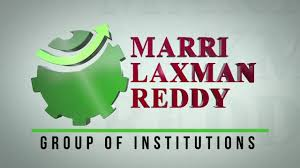 MARRI
LAXMAN
REDDY
GROUP OF INSTITUTIONS